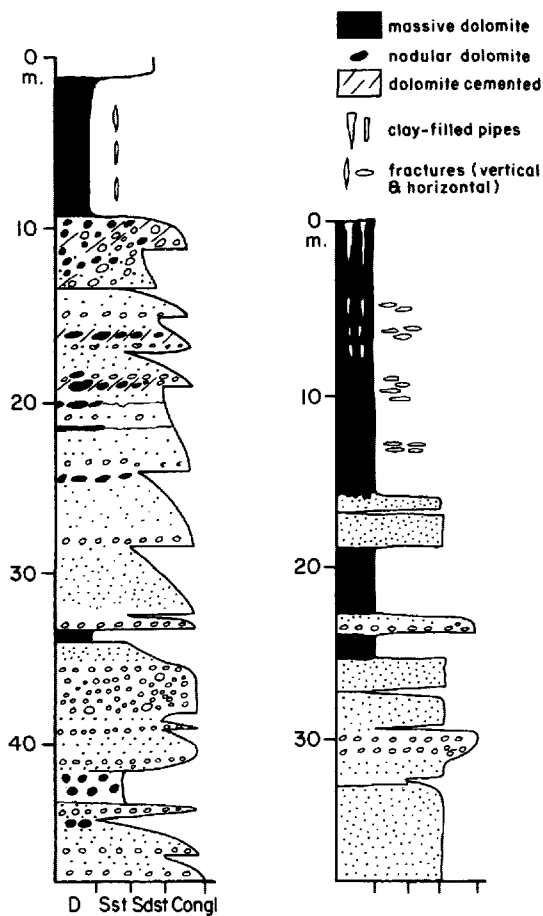 massive dolomite
nodular dolomite
dolomite cemented
clay-filled pipes
fractures (vertical
& horizontal)
0
m.
10
20
30
40
D Sst Sdst Congl
0
m.
10
20
30